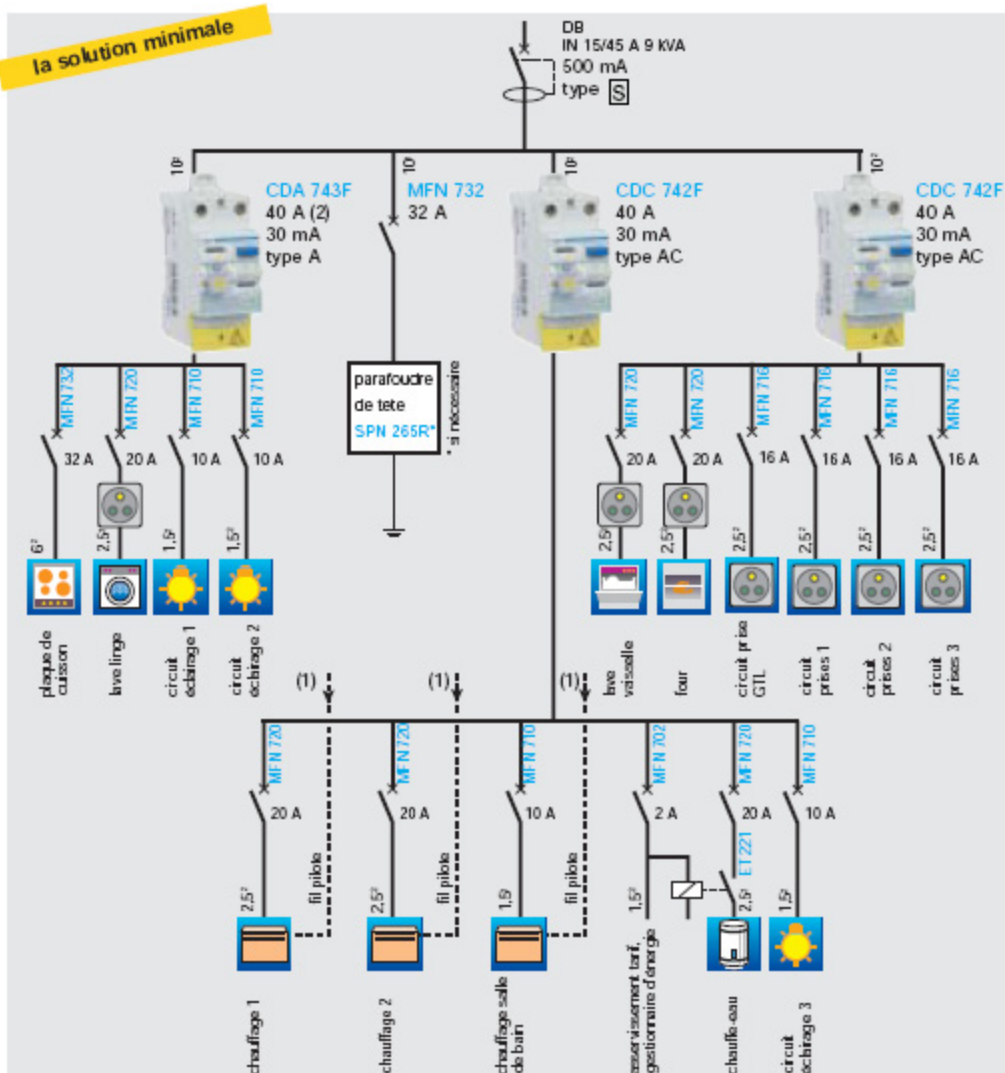 la solution minimale
DB
IN 15/45 A 9 KVA
500 mA
type S
10²
CDA 743F
40 A (2)
30 mA
type A
10²
MFN 732
32 A
10²
CDC 742F
40 A
30 mA
type AC
10²
CDC 742F
40 A
30 mA
type AC
parafoudre
de tete
SPN 265R*
* si nécessaire
MFN 732
32 A
6²
plaque de
cuisson
MFN 720
20 A
2,5²
lave linge
MFN 710
10 A
1,5²
circuit
éclairage 1
MFN 710
10 A
1,5²
circuit
éclairage 2
MFN 720
20 A
2,5²
lave
vaisselle
MFN 720
20 A
2,5²
four
MFN 716
16 A
2,5²
circuit prise
GTL
MFN 716
16 A
2,5²
circuit
prises 1
MFN 716
16 A
2,5²
circuit
prises 2
MFN 716
16 A
2,5²
circuit
prises 3
(1)
(1)
(1)
MFN 720
20 A
2,5²
fil pilote
chauffage 1
MFN 720
20 A
2,5²
fil pilote
chauffage 2
MFN 710
10 A
1,5²
fil pilote
chauffage salle
de bain
MFN 702
2 A
1,5²
asservissement tarif,
gestionnaire d'énergie
MFN 720
20 A
ET 221
2,5²
chauffe-eau
MFN 710
10 A
1,5²
circuit
éclairage 3